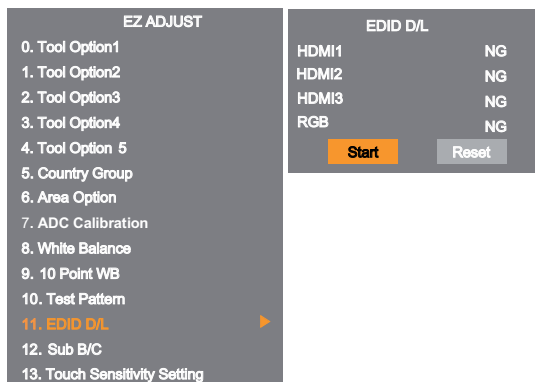 EZ ADJUST
0. Tool Option1
1. Tool Option2
2. Tool Option3
3. Tool Option4
4. Tool Option 5
5. Country Group
6. Area Option
7. ADC Calibration
8. White Balance
9. 10 Point WB
10. Test Pattern
11. EDID D/L
12. Sub B/C
13. Touch Sensitivity Setting
EDID D/L
HDMI1 NG
HDMI2 NG
HDMI3 NG
RGB NG
Start Reset